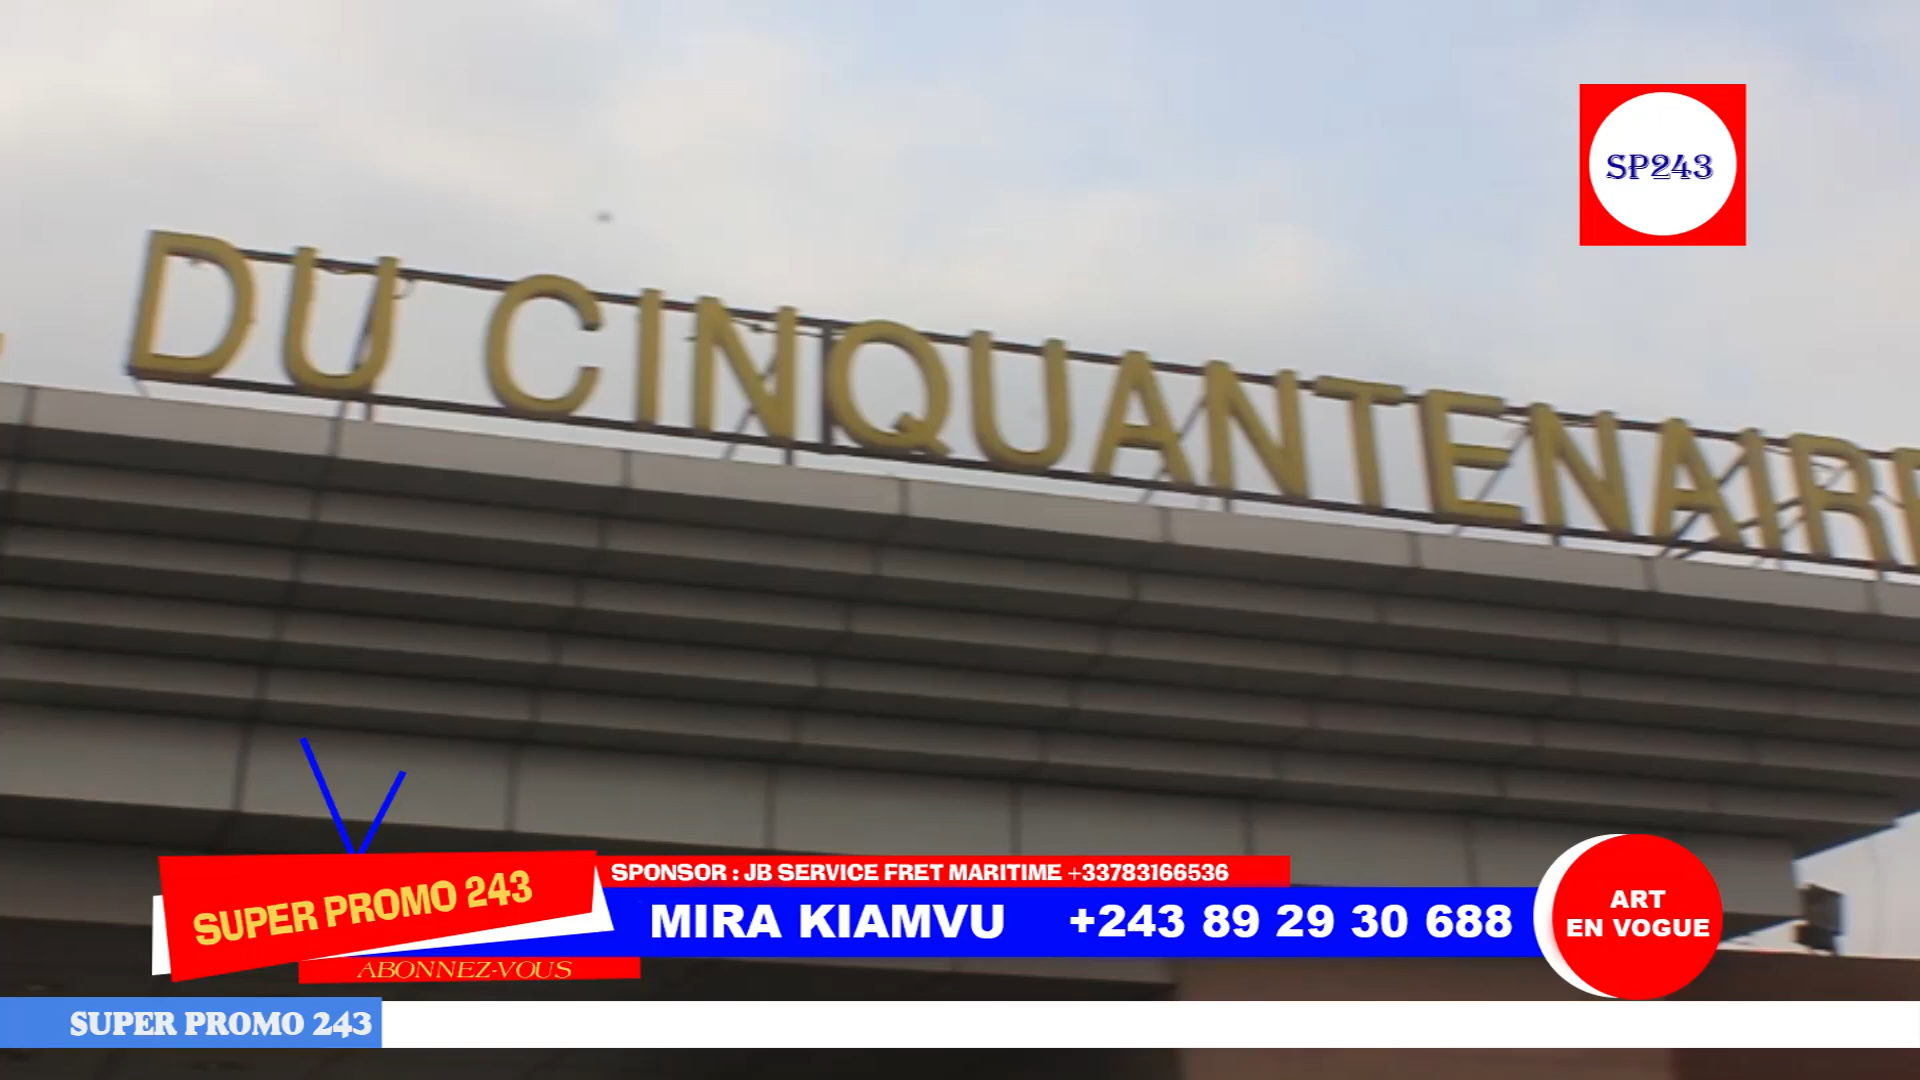 SP243
DU CINQUANTENAIRE
SPONSOR : JB SERVICE FRET MARITIME +33783166536
SUPER PROMO 243
MIRA KIAMVU +243 89 29 30 688
ART
EN VOGUE
ABONNEZ-VOUS
SUPER PROMO 243